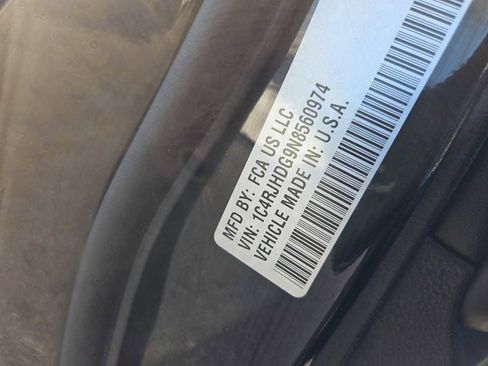 MFD BY: FCA US LLC
VIN: 1C4RJHDG9N8560974
VEHICLE MADE IN: U.S.A.